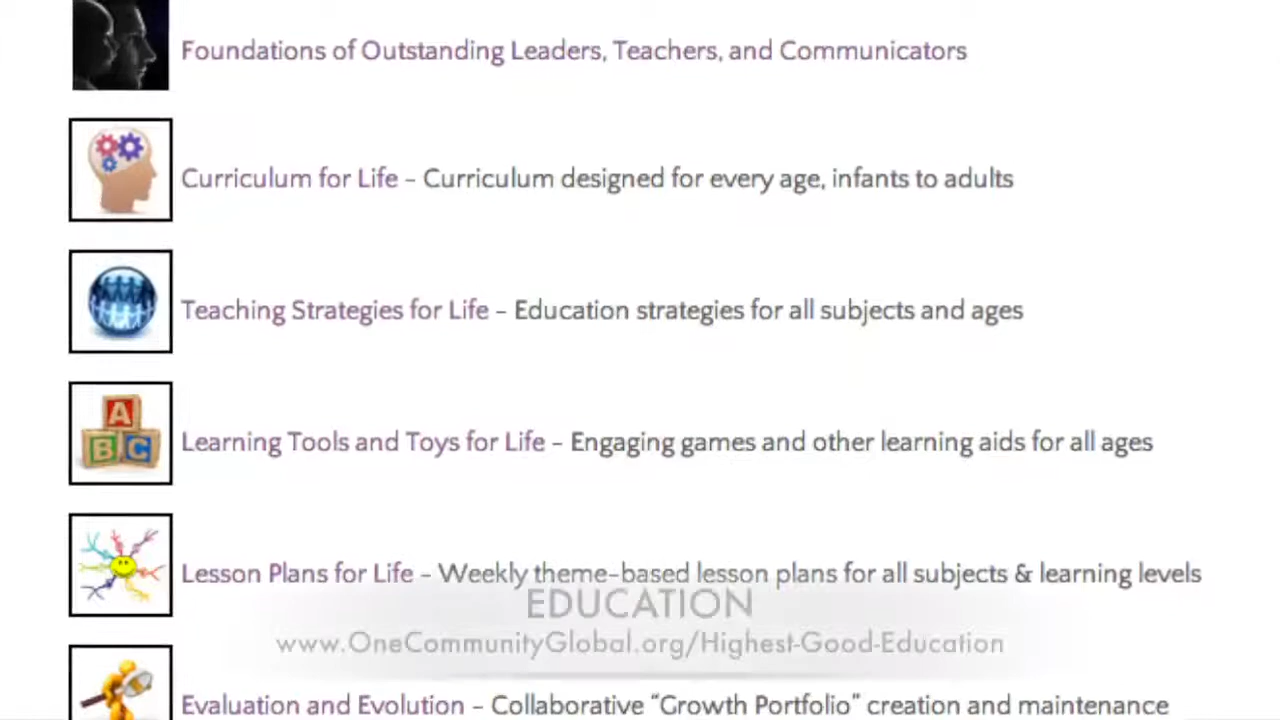 Foundations of Outstanding Leaders, Teachers, and Communicators
Curriculum for Life – Curriculum designed for every age, infants to adults
Teaching Strategies for Life – Education strategies for all subjects and ages
A
B C
Learning Tools and Toys for Life – Engaging games and other learning aids for all ages
Lesson Plans for Life – Weekly theme-based lesson plans for all subjects & learning levels
EDUCATION
www.OneCommunityGlobal.org/Highest-Good-Education
Evaluation and Evolution – Collaborative “Growth Portfolio” creation and maintenance